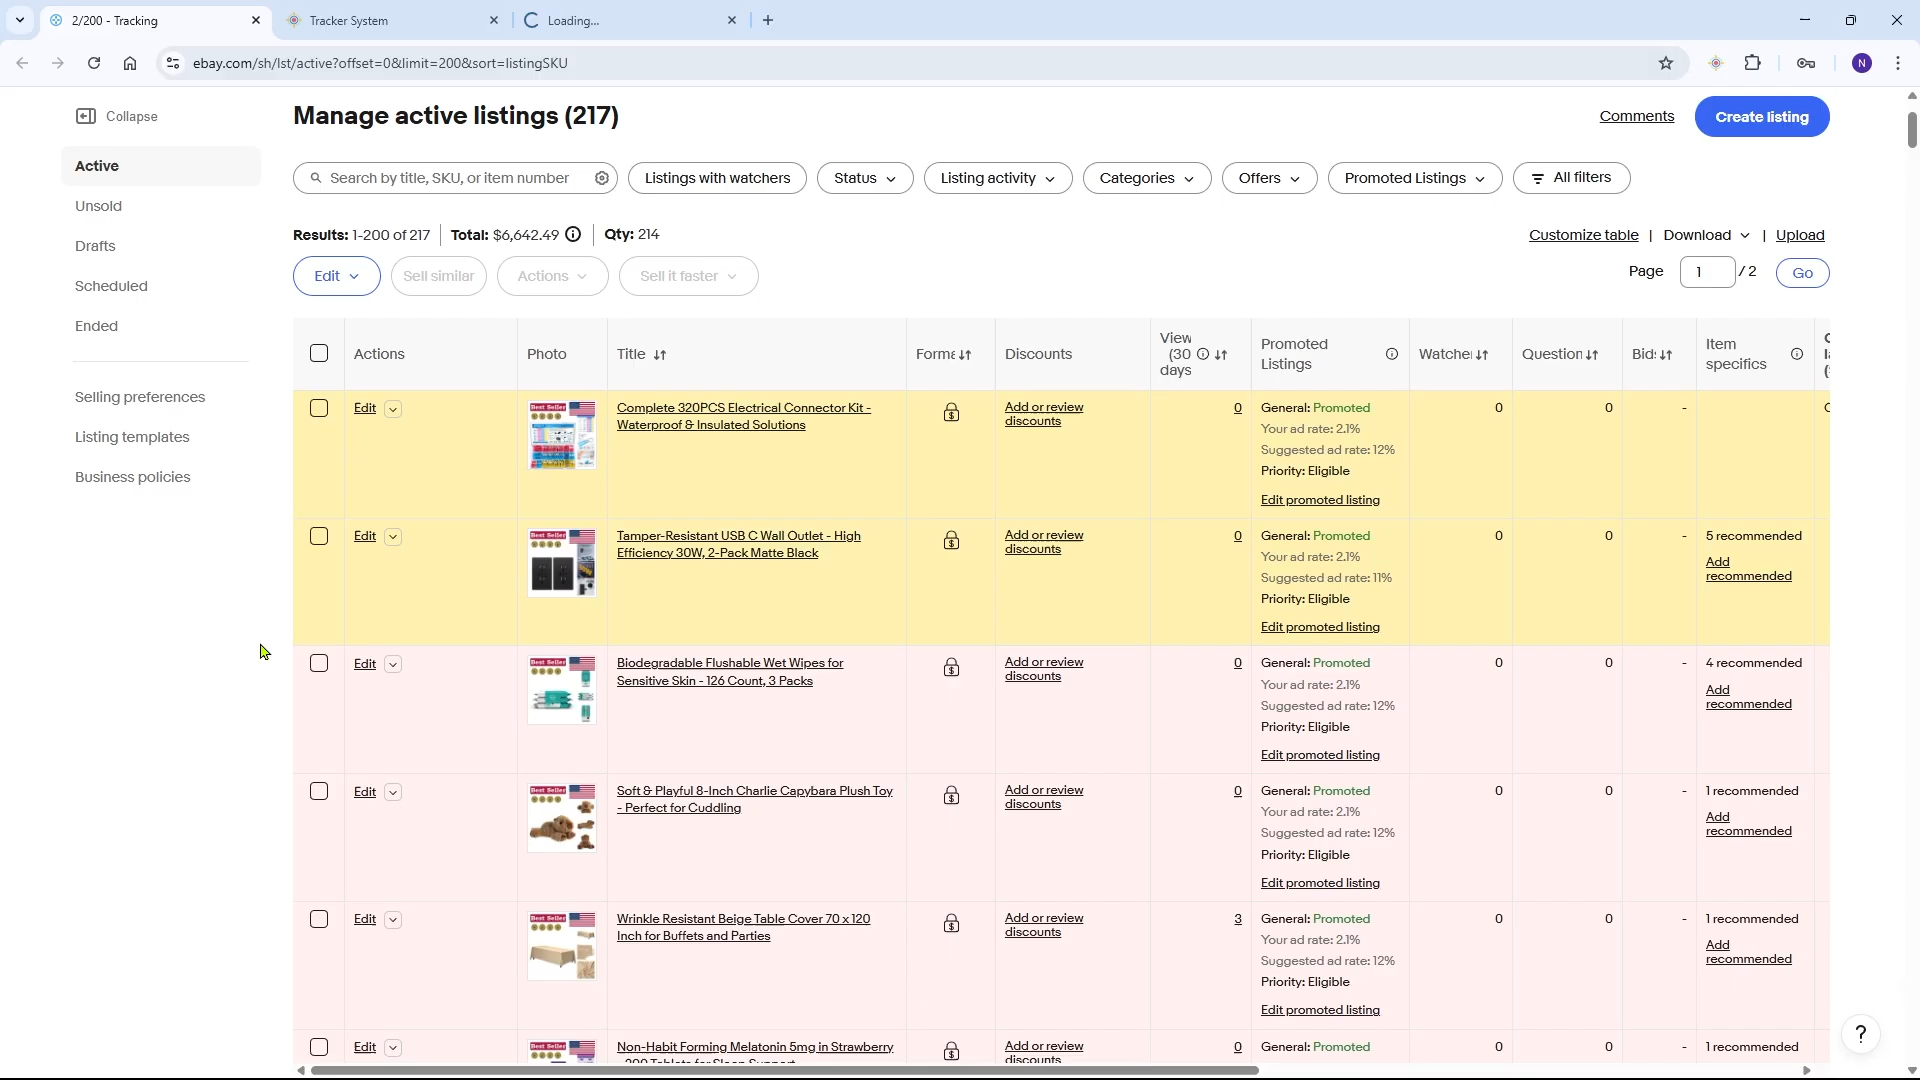 2/200 - Tracking
Tracker System
Loading...
ebay.com/sh/lst/active?offset=0&limit=200&sort=listingSKU
N
Collapse
Manage active listings (217)
Comments
Create listing
Active
Unsold
Drafts
Scheduled
Ended
Selling preferences
Listing templates
Business policies
Search by title, SKU, or item number
Listings with watchers
Status
Listing activity
Categories
Offers
Promoted Listings
All filters
Results: 1-200 of 217
Total: $6,642.49
Qty: 214
Customize table | Download | Upload
Edit
Sell similar
Actions
Sell it faster
Page 1 / 2 Go
Actions
Photo
Title
Discounts
View
(30
days
Promoted
Listings
Question
Item
specifics
Edit
Best Seller
Complete 320PCS Electrical Connector Kit -
Waterproof & Insulated Solutions
Add or review
discounts
0
General: Promoted
Your ad rate: 2.1%
Suggested ad rate: 12%
Priority: Eligible
Edit promoted listing
0
0
-
Edit
Best Seller
Tamper-Resistant USB C Wall Outlet - High
Efficiency 30W, 2-Pack Matte Black
Add or review
discounts
0
General: Promoted
Your ad rate: 2.1%
Suggested ad rate: 11%
Priority: Eligible
Edit promoted listing
0
0
-
5 recommended
Add
recommended
Edit
Best Seller
Biodegradable Flushable Wet Wipes for
Sensitive Skin - 126 Count, 3 Packs
Add or review
discounts
0
General: Promoted
Your ad rate: 2.1%
Suggested ad rate: 12%
Priority: Eligible
Edit promoted listing
0
0
-
4 recommended
Add
recommended
Edit
Best Seller
Soft & Playful 8-Inch Charlie Capybara Plush Toy
- Perfect for Cuddling
Add or review
discounts
0
General: Promoted
Your ad rate: 2.1%
Suggested ad rate: 12%
Priority: Eligible
Edit promoted listing
0
0
-
1 recommended
Add
recommended
Edit
Best Seller
Wrinkle Resistant Beige Table Cover 70 x 120
Inch for Buffets and Parties
Add or review
discounts
3
General: Promoted
Your ad rate: 2.1%
Suggested ad rate: 12%
Priority: Eligible
Edit promoted listing
0
0
-
1 recommended
Add
recommended
Edit
Best Seller
Non-Habit Forming Melatonin 5mg in Strawberry
Add or review
discounts
0
General: Promoted
0
0
-
1 recommended
?